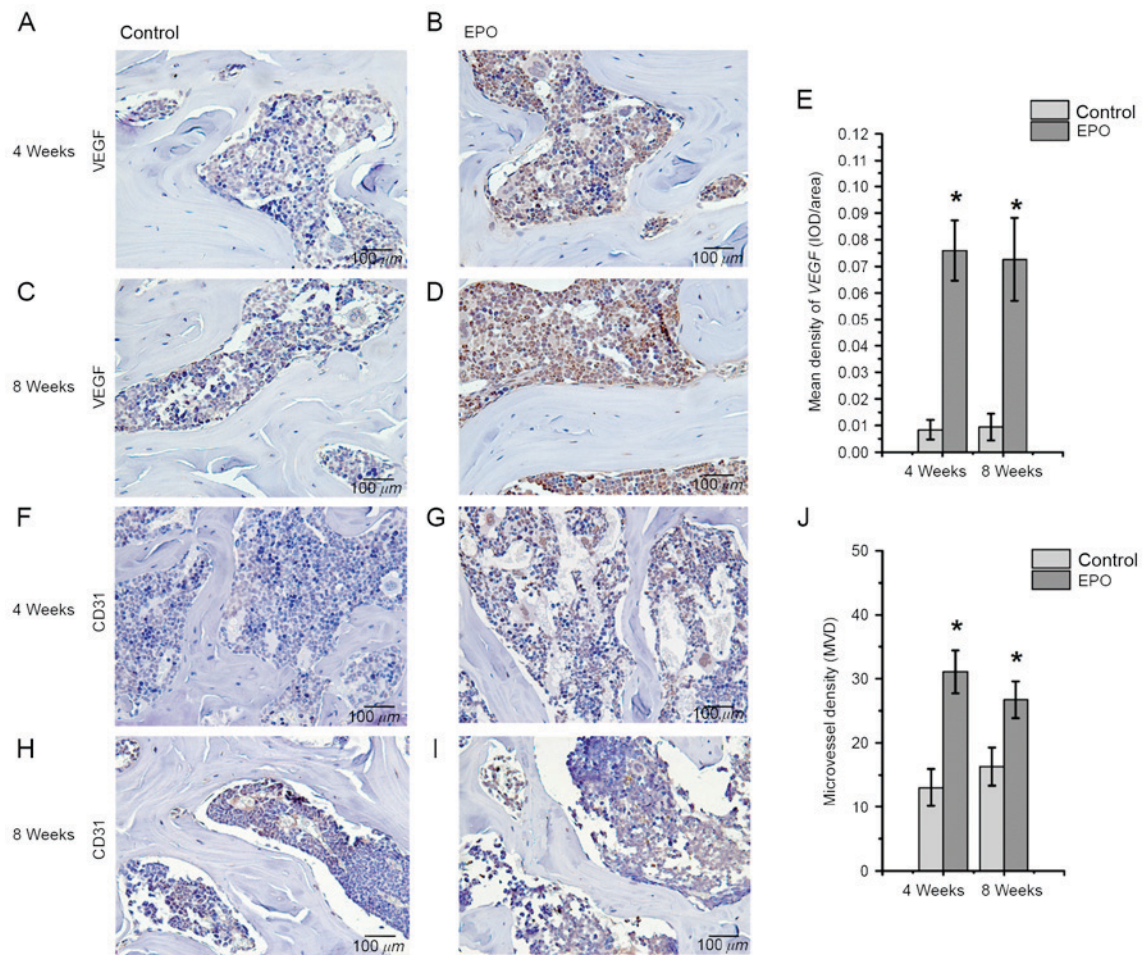 A
Control
B
EPO
4 Weeks
VEGF
100 μm
100 μm
C
D
8 Weeks
VEGF
100 μm
100 μm
F
G
4 Weeks
CD31
100 μm
100 μm
H
I
8 Weeks
CD31
100 μm
100 μm
E
Control
EPO
Mean density of VEGF (IOD/area)
0.12
0.11
0.10
0.09
0.08
0.07
0.06
0.05
0.04
0.03
0.02
0.01
0.00
*
*
4 Weeks
8 Weeks
J
Control
EPO
Microvessel density (MVD)
50
40
30
20
10
0
*
*
4 Weeks
8 Weeks